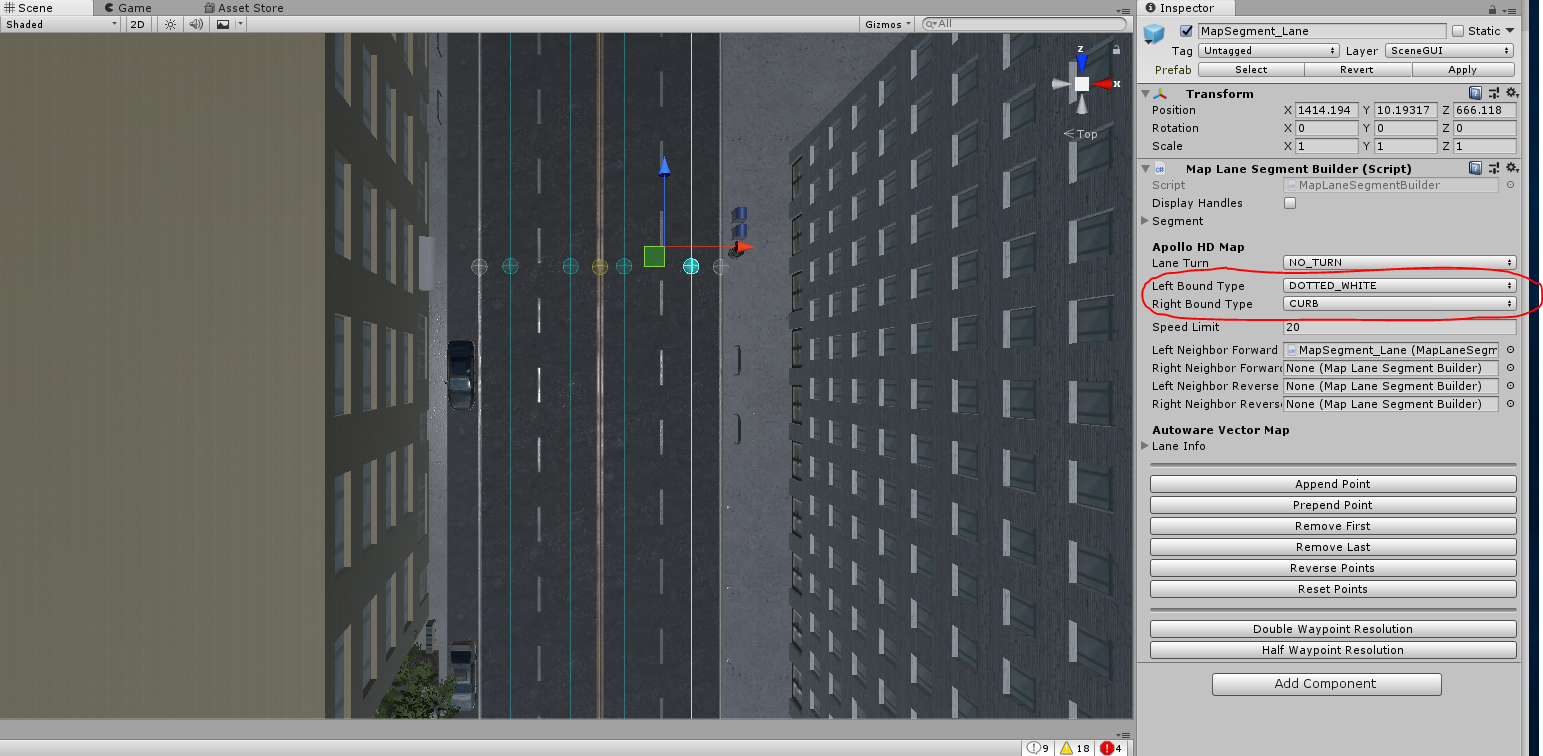 Scene Game Asset Store
Shaded 2D Gizmos All
Z
X
Top
9 18 4
Inspector
MapSegment_Lane Static
Tag Untagged Layer SceneGUI
Prefab Select Revert Apply
Transform
Position X 1414.194 Y 10.19317 Z 666.118
Rotation X 0 Y 0 Z 0
Scale X 1 Y 1 Z 1
Map Lane Segment Builder (Script)
Script MapLaneSegmentBuilder
Display Handles
Segment
Apollo HD Map
Lane Turn NO_TURN
Left Bound Type DOTTED_WHITE
Right Bound Type CURB
Speed Limit 20
Left Neighbor Forward MapSegment_Lane (MapLaneSegm
Right Neighbor Forward None (Map Lane Segment Builder)
Left Neighbor Reverse None (Map Lane Segment Builder)
Right Neighbor Revers None (Map Lane Segment Builder)
Autoware Vector Map
Lane Info
Append Point
Prepend Point
Remove First
Remove Last
Reverse Points
Reset Points
Double Waypoint Resolution
Half Waypoint Resolution
Add Component